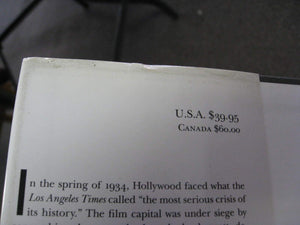 U.S.A. $39.95
CANADA $60.00
In the spring of 1934, Hollywood faced what the
Los Angeles Times called "the most serious crisis of
its history." The film capital was under siege by